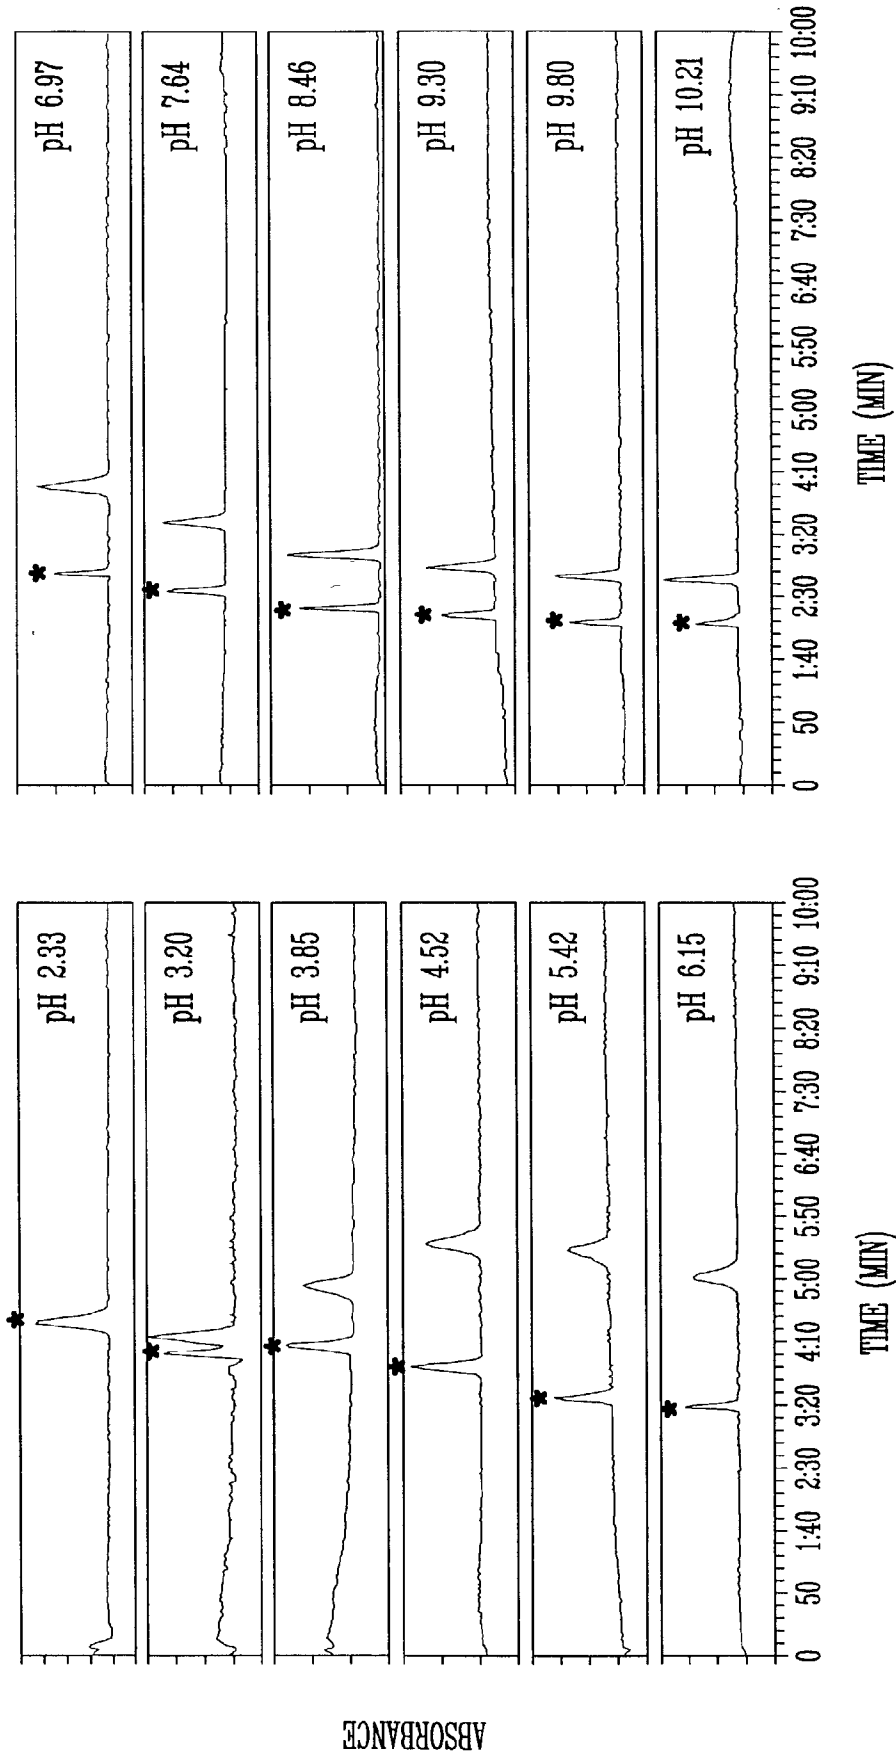 ABSORBANCE
pH 2.33
*
pH 3.20
*
pH 3.85
*
pH 4.52
*
pH 5.42
*
pH 6.15
*
0 50 1:40 2:30 3:20 4:10 5:00 5:50 6:40 7:30 8:20 9:10 10:00
TIME (MIN)
pH 6.97
*
pH 7.64
*
pH 8.46
*
pH 9.30
*
pH 9.80
*
pH 10.21
*
0 50 1:40 2:30 3:20 4:10 5:00 5:50 6:40 7:30 8:20 9:10 10:00
TIME (MIN)